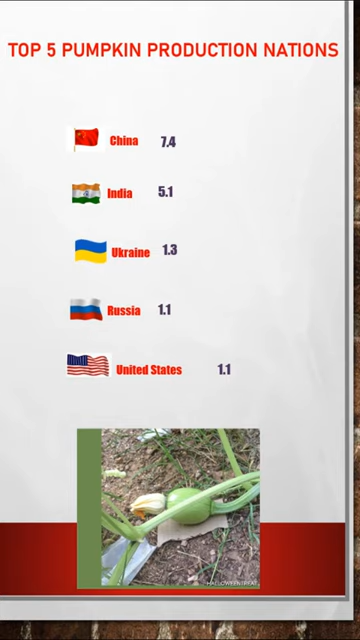 TOP 5 PUMPKIN PRODUCTION NATIONS
China 7.4
India 5.1
Ukraine 1.3
Russia 1.1
United States 1.1
HALLOWEENTREAT